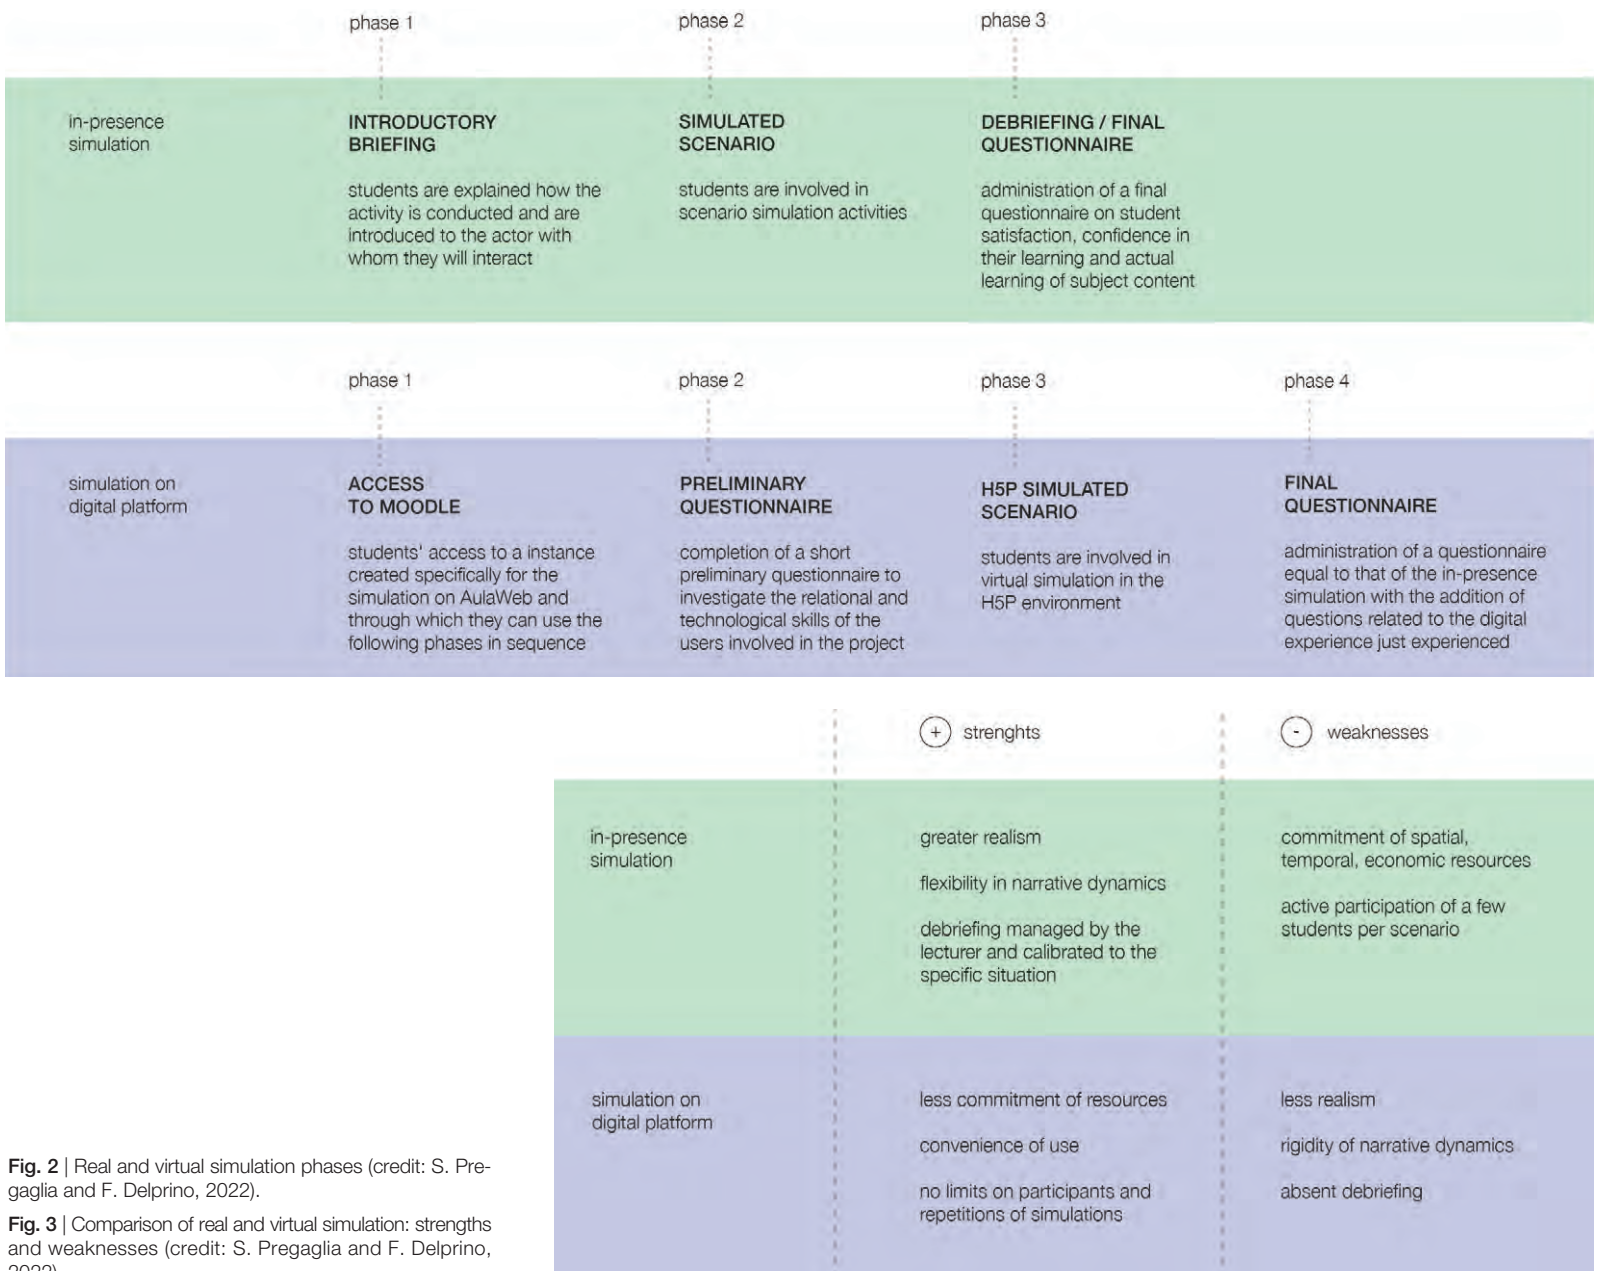 phase 1
phase 2
phase 3
in-presence
simulation
INTRODUCTORY
BRIEFING
students are explained how the
activity is conducted and are
introduced to the actor with
whom they will interact
SIMULATED
SCENARIO
students are involved in
scenario simulation activities
DEBRIEFING / FINAL
QUESTIONNAIRE
administration of a final
questionnaire on student
satisfaction, confidence in
their learning and actual
learning of subject content
phase 1
phase 2
phase 3
phase 4
simulation on
digital platform
ACCESS
TO MOODLE
students' access to a instance
created specifically for the
simulation on AulaWeb and
through which they can use the
following phases in sequence
PRELIMINARY
QUESTIONNAIRE
completion of a short
preliminary questionnaire to
investigate the relational and
technological skills of the
users involved in the project
H5P SIMULATED
SCENARIO
students are involved in
virtual simulation in the
H5P environment
FINAL
QUESTIONNAIRE
administration of a questionnaire
equal to that of the in-presence
simulation with the addition of
questions related to the digital
experience just experienced
+ strenghts
- weaknesses
in-presence
simulation
greater realism
flexibility in narrative dynamics
debriefing managed by the
lecturer and calibrated to the
specific situation
commitment of spatial,
temporal, economic resources
active participation of a few
students per scenario
simulation on
digital platform
less commitment of resources
convenience of use
no limits on participants and
repetitions of simulations
less realism
rigidity of narrative dynamics
absent debriefing
Fig. 2 | Real and virtual simulation phases (credit: S. Pre-
gaglia and F. Delprino, 2022).
Fig. 3 | Comparison of real and virtual simulation: strengths
and weaknesses (credit: S. Pregaglia and F. Delprino,